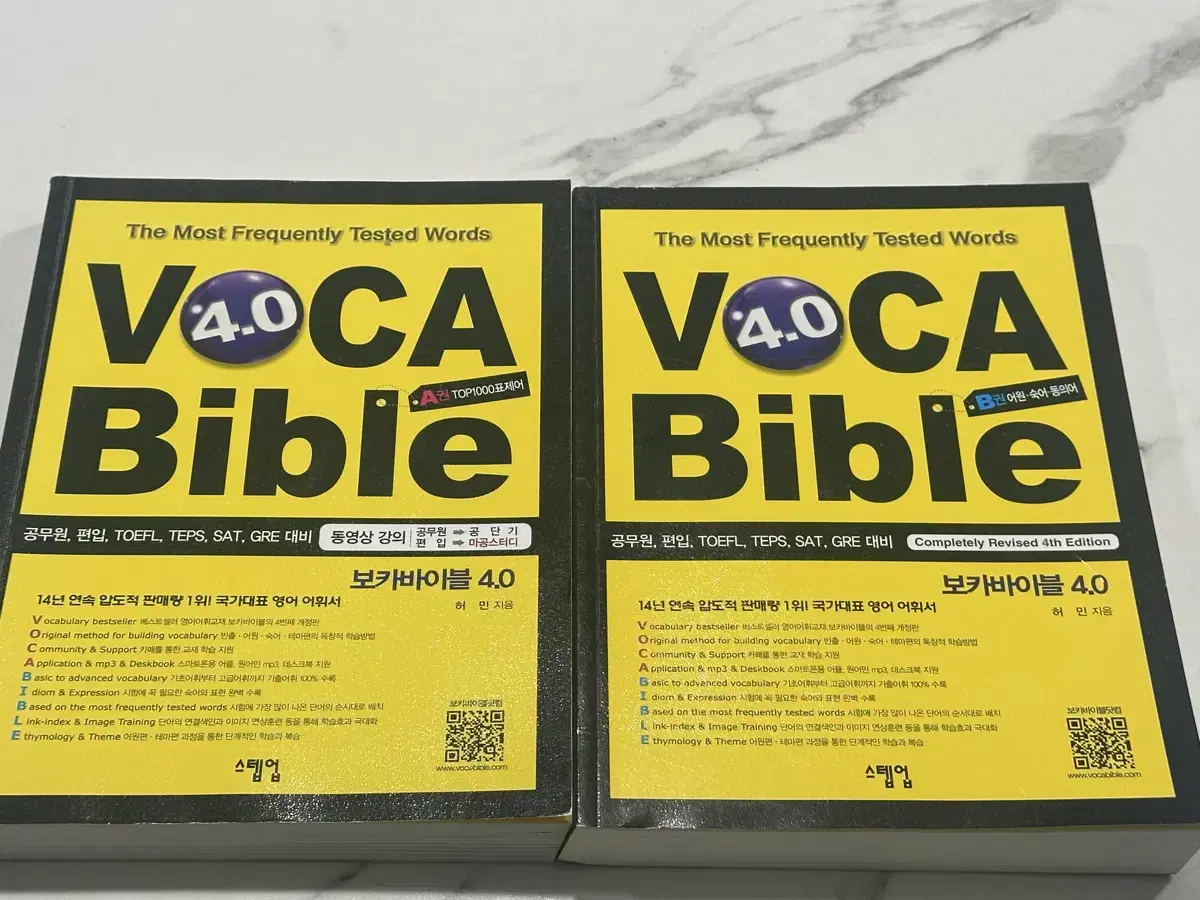 The Most Frequently Tested Words
VOCA
4.0
Bible
A권 TOP1000표제어
공무원, 편입, TOEFL, TEPS, SAT, GRE 대비
동영상 강의
공무원 ➡ 공 단 기
편 입 ➡ 마공스터디
보카바이블 4.0
14년 연속 압도적 판매량 1위! 국가대표 영어 어휘서
허 민 지음
Vocabulary bestseller 베스트셀러 영어어휘교재 보카바이블의 4번째 개정판
Original method for building vocabulary 빈출·어원·숙어·테마편의 독창적 학습방법
Community & Support 카페를 통한 교재 학습 지원
Application & mp3 & Deskbook 스마트폰용 어플, 원어민 mp3, 데스크북 지원
Basic to advanced vocabulary 기초어휘부터 고급어휘까지 기출어휘 100% 수록
Idiom & Expression 시험에 꼭 필요한 숙어와 표현 완벽 수록
Based on the most frequently tested words 시험에 가장 많이 나온 단어의 순서대로 배치
Link-index & Image Training 단어의 연결색인과 이미지 연상훈련 등을 통해 학습효과 극대화
Ethymology & Theme 어원편·테마편 과정을 통한 단계적인 학습과 복습
보카바이블닷컴
www.vocabible.com
스텝업
The Most Frequently Tested Words
VOCA
4.0
Bible
B권 어원·숙어·동의어
공무원, 편입, TOEFL, TEPS, SAT, GRE 대비
Completely Revised 4th Edition
보카바이블 4.0
14년 연속 압도적 판매량 1위! 국가대표 영어 어휘서
허 민 지음
Vocabulary bestseller 베스트셀러 영어어휘교재 보카바이블의 4번째 개정판
Original method for building vocabulary 빈출·어원·숙어·테마편의 독창적 학습방법
Community & Support 카페를 통한 교재 학습 지원
Application & mp3 & Deskbook 스마트폰용 어플, 원어민 mp3, 데스크북 지원
Basic to advanced vocabulary 기초어휘부터 고급어휘까지 기출어휘 100% 수록
Idiom & Expression 시험에 꼭 필요한 숙어와 표현 완벽 수록
Based on the most frequently tested words 시험에 가장 많이 나온 단어의 순서대로 배치
Link-index & Image Training 단어의 연결색인과 이미지 연상훈련 등을 통해 학습효과 극대화
Ethymology & Theme 어원편·테마편 과정을 통한 단계적인 학습과 복습
보카바이블닷컴
www.vocabible.com
스텝업